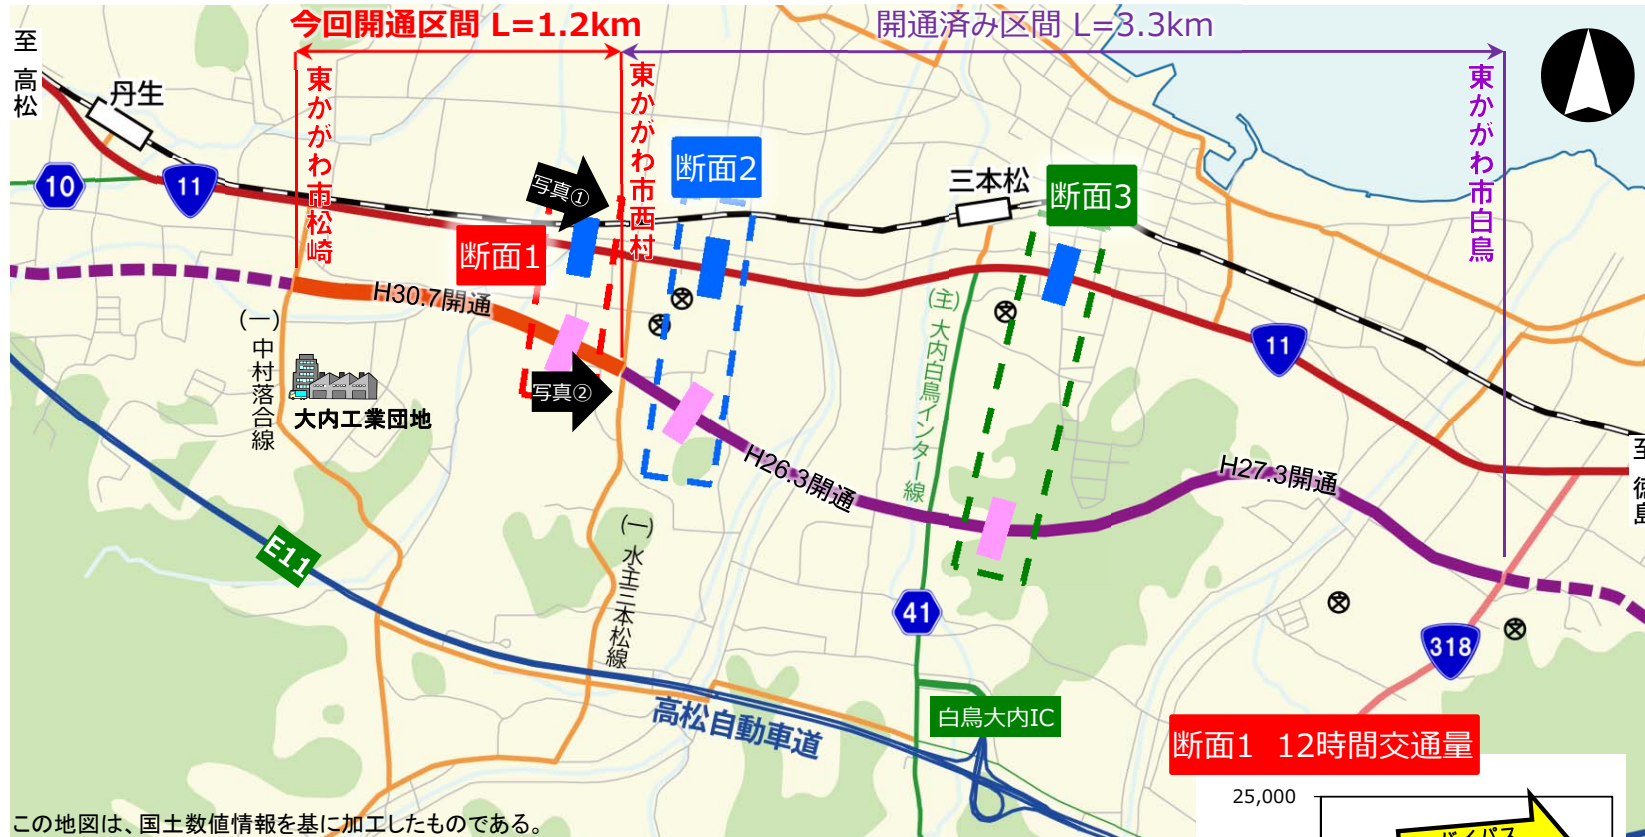 今回開通区間 L=1.2km
開通済み区間 L=3.3km
至
高松
丹生
東かがわ市松崎
東かがわ市西村
東かがわ市白鳥
10
11
写真①
断面2
三本松
断面3
断面1
H30.7開通
(一)中村落合線
大内工業団地
写真②
(主)大内白鳥インター線
11
H26.3開通
H27.3開通
至
徳島
E11
(一)水主三本松線
41
318
高松自動車道
白鳥大内IC
断面1 12時間交通量
25,000
バイパス
この地図は、国土数値情報を基に加工したものである。